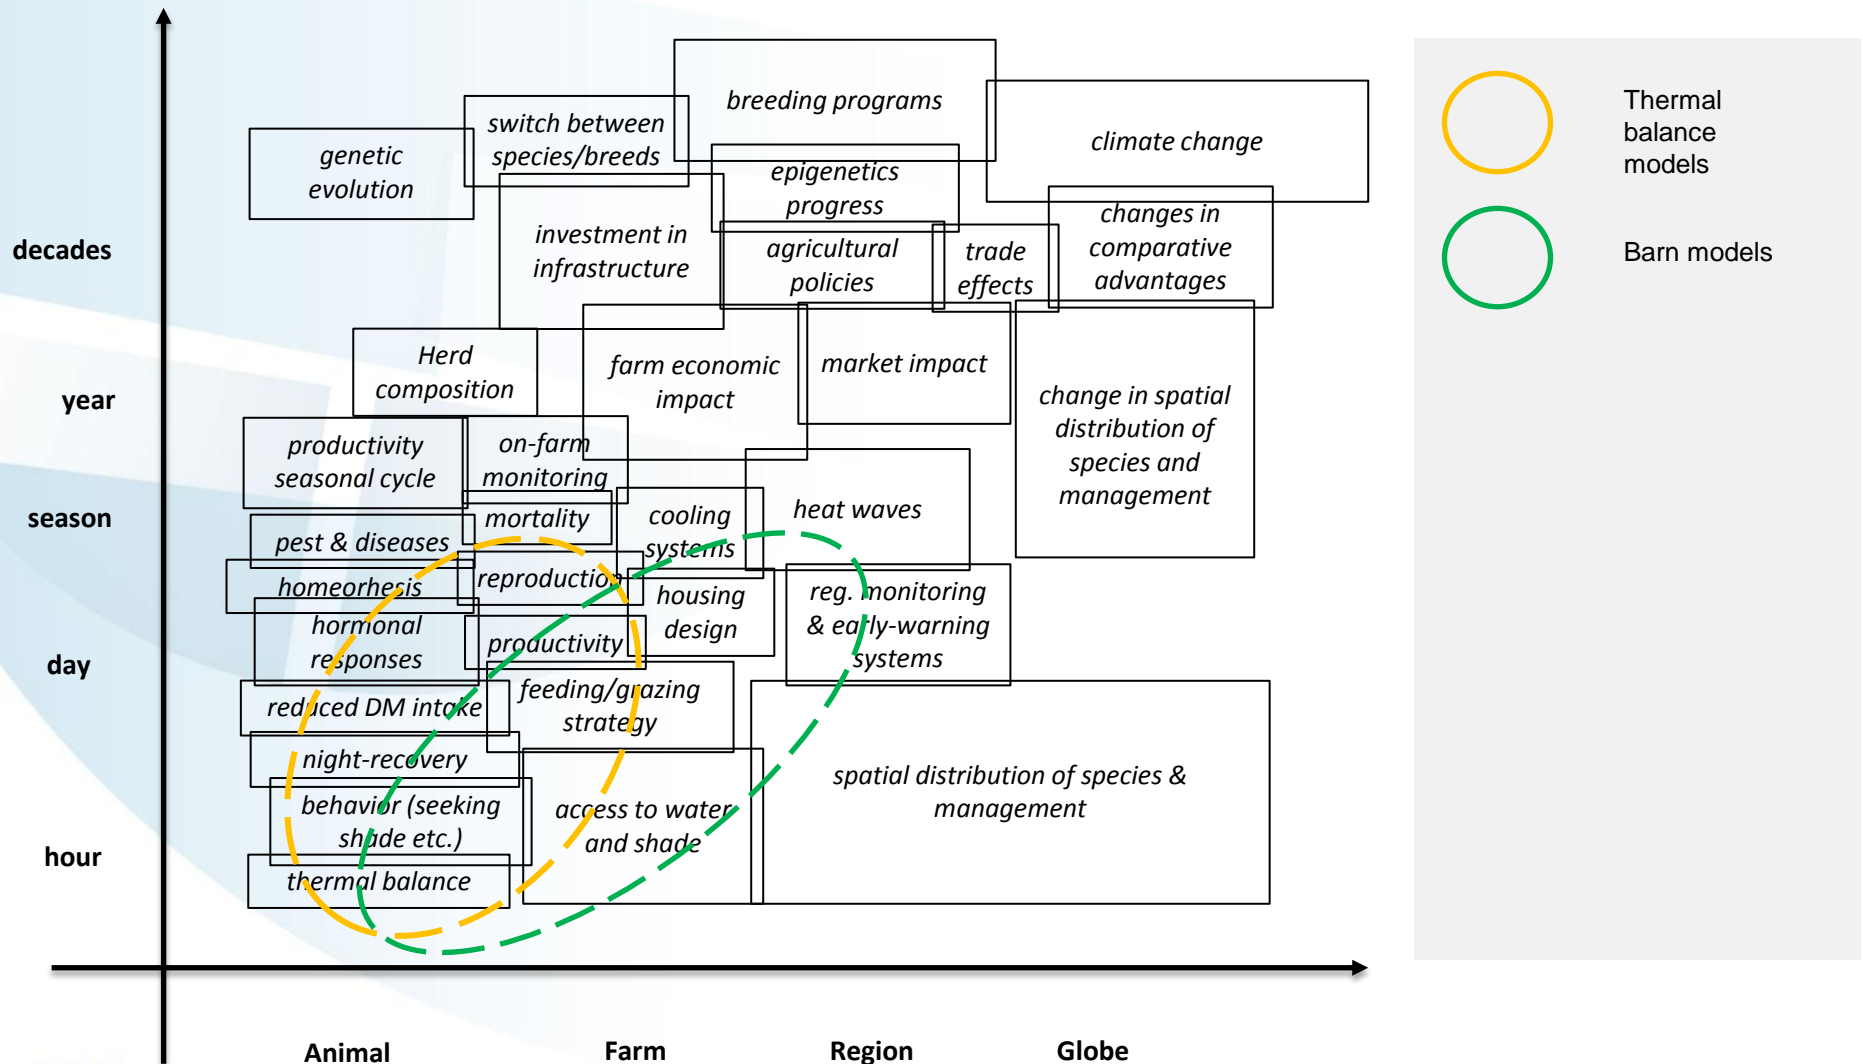 breeding programs
switch between
species/breeds
climate change
genetic
evolution
epigenetics
progress
changes in
comparative
advantages
investment in
infrastructure
agricultural
policies
trade
effects
decades
Herd
composition
farm economic
impact
market impact
year
change in spatial
distribution of
species and
management
productivity
seasonal cycle
on-farm
monitoring
season
mortality
cooling
systems
heat waves
pest & diseases
homeorhesis
reproduction
housing
design
reg. monitoring
& early-warning
systems
hormonal
responses
productivity
day
reduced DM intake
feeding/grazing
strategy
night-recovery
spatial distribution of species &
management
behavior (seeking
shade etc.)
access to water
and shade
hour
thermal balance
Animal
Farm
Region
Globe
Thermal
balance
models
Barn models